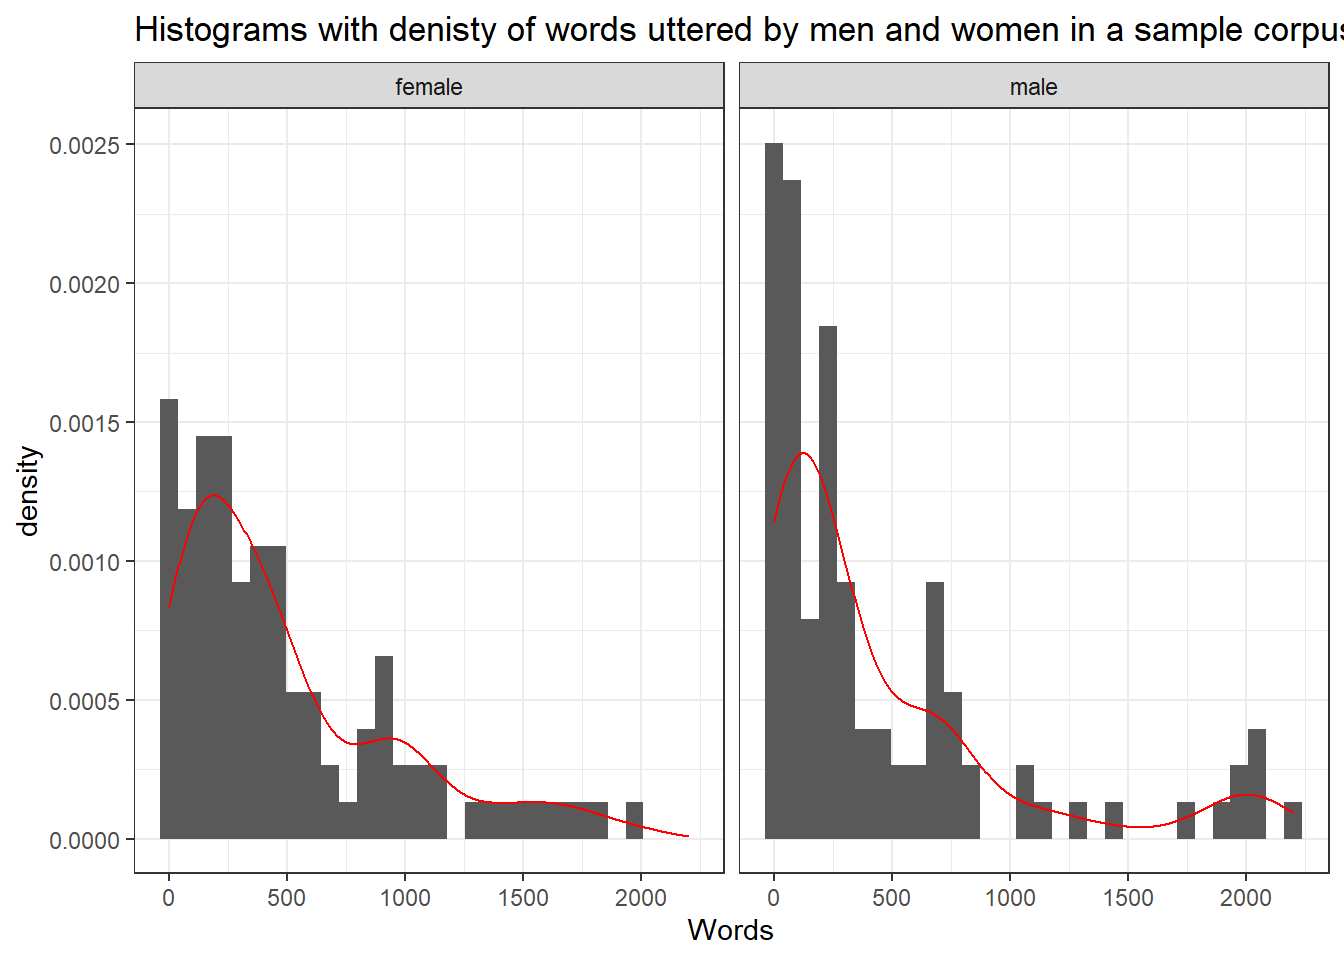 Histograms with denisty of words uttered by men and women in a sample corpus
female
male
density
0.0025
0.0020
0.0015
0.0010
0.0005
0.0000
0 500 1000 1500 2000
0 500 1000 1500 2000
Words